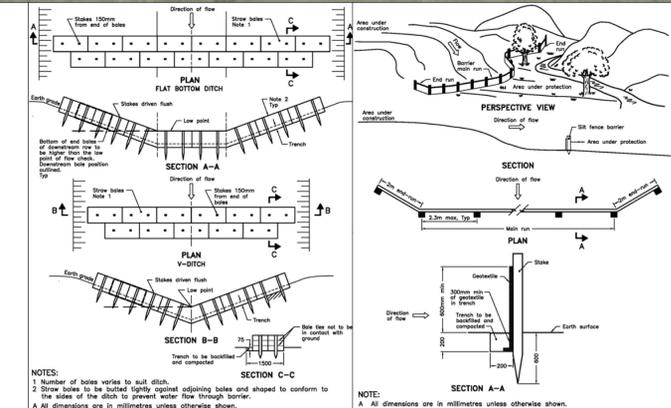 Stakes 150mm
from end of bales
Direction
of flow
Straw bales
Note 1
C
A
A
C
PLAN
FLAT BOTTOM DITCH
Earth grade
Stakes driven flush
Note 2
Typ
Low point
Trench
Bottom of end bales
of downstream row to
be higher than the low
point of flow check.
Downstream bale position
outlined.
Typ
SECTION A-A
Direction
of flow
Straw bales
Note 1
Stakes 150mm
from end of
bales
C
B
B
C
PLAN
V-DITCH
Earth grade
Stakes driven flush
Low point
Trench
SECTION B-B
Bale ties not to be
in contact with
ground
75
Trench to be backfilled
and compacted
1500
SECTION C-C
NOTES:
1 Number of bales varies to suit ditch.
2 Straw bales to be butted tightly against adjoining bales and shaped to conform to
the sides of the ditch to prevent water flow through barrier.
A All dimensions are in millimetres unless otherwise shown.
Area under
construction
Flow
Barrier
main run
End
run
End run
Area under protection
PERSPECTIVE VIEW
Area under
construction
Direction of flow
Silt fence barrier
Area under protection
SECTION
Direction
of flow
A
2m end-run
2m end-run
2.3m max, Typ
Main run
PLAN
A
Stake
Geotextile
600mm min
300mm min
of geotextile
in trench
Direction
of flow
Trench to be
backfilled and
compacted
Earth surface
200
200
600
SECTION A-A
NOTE:
A All dimensions are in millimetres unless otherwise shown.